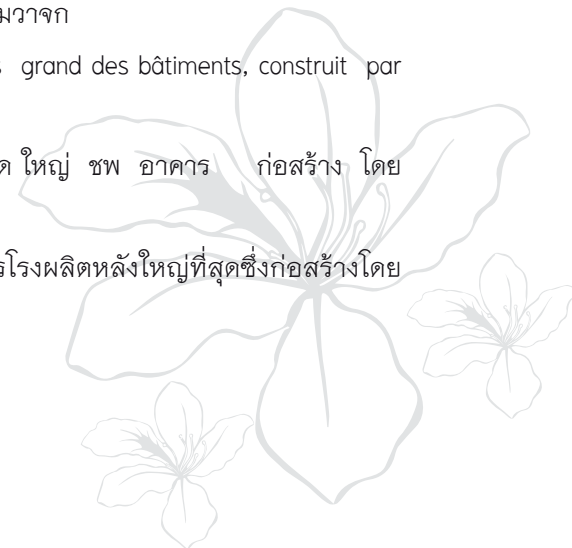 มวาจก
grand des bâtiments, construit par
ใหญ่ ชพ อาคาร ก่อสร้าง โดย
โรงผลิตหลังใหญ่ที่สุดซึ่งก่อสร้างโดย